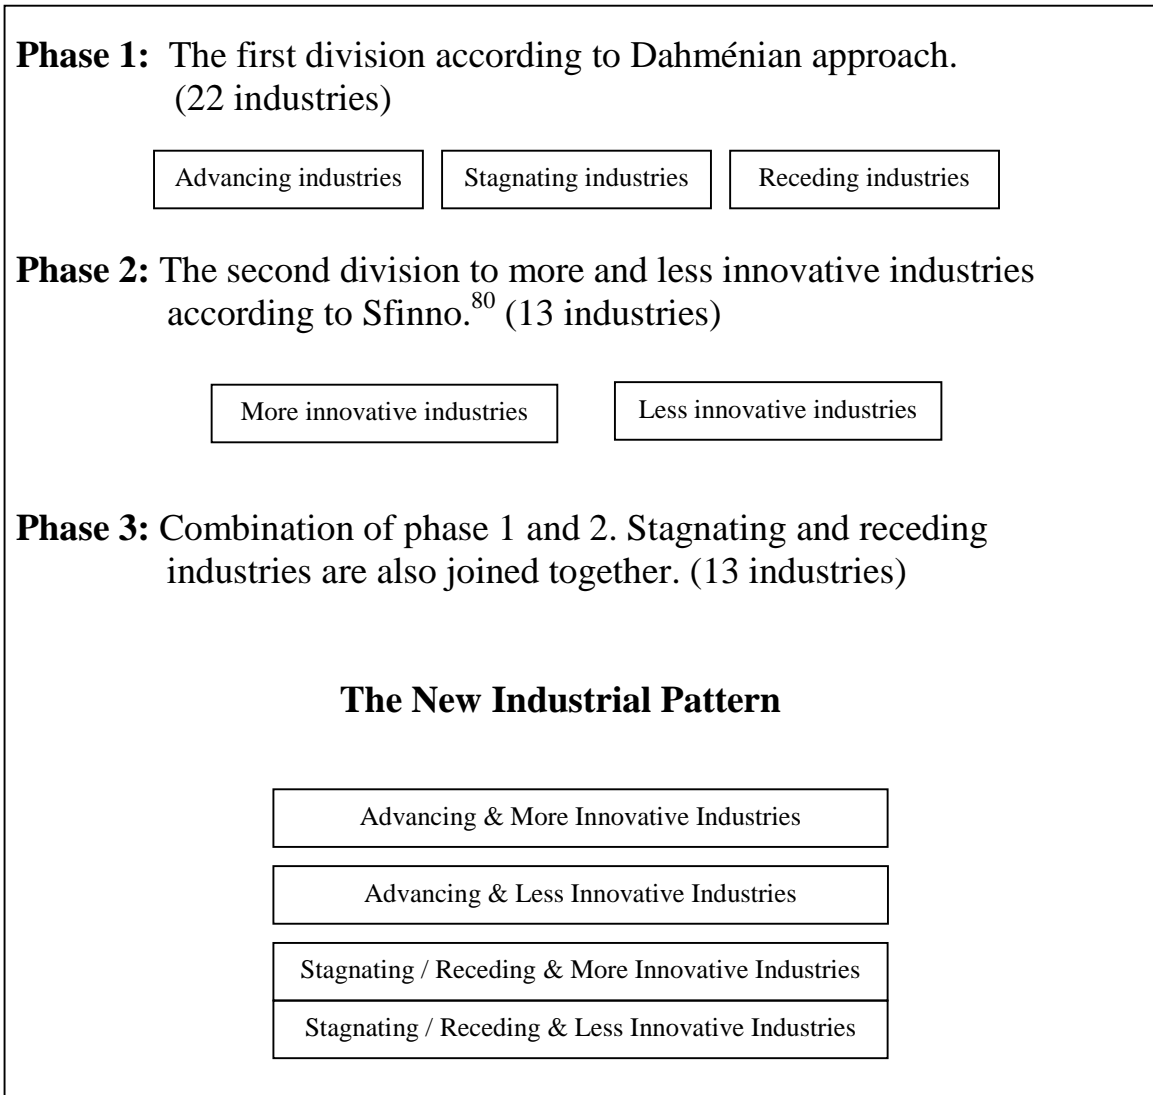 Phase 1: The first division according to Dahménian approach.
(22 industries)
Advancing industries
Stagnating industries
Receding industries
Phase 2: The second division to more and less innovative industries
according to Sfinno.80 (13 industries)
More innovative industries
Less innovative industries
Phase 3: Combination of phase 1 and 2. Stagnating and receding
industries are also joined together. (13 industries)
The New Industrial Pattern
Advancing & More Innovative Industries
Advancing & Less Innovative Industries
Stagnating / Receding & More Innovative Industries
Stagnating / Receding & Less Innovative Industries